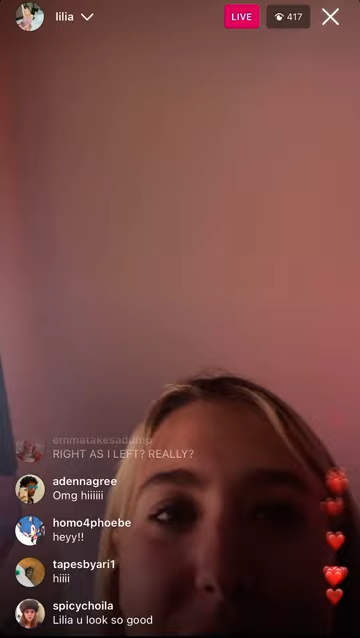 lilia
LIVE
417
emmatakesadump
RIGHT AS I LEFT? REALLY?
adennagree
Omg hiiiiii
homo4phoebe
heyy!!
tapesbyari1
hiiii
spicychoila
Lilia u look so good